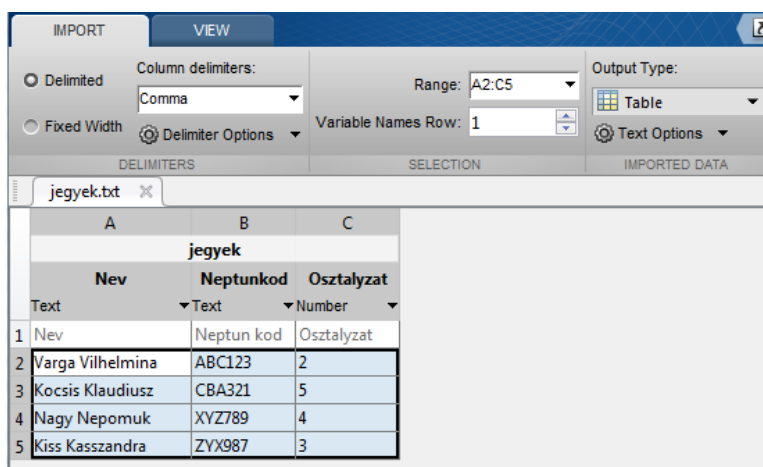 IMPORT VIEW
Delimited
Column delimiters:
Comma
Fixed Width
Delimiter Options
DELIMITERS
Range: A2:C5
Variable Names Row: 1
SELECTION
Output Type:
Table
Text Options
IMPORTED DATA
jegyek.txt
A B C
jegyek
Nev Neptunkod Osztalyzat
Text Text Number
1 Nev Neptun kod Osztalyzat
2 Varga Vilhelmina ABC123 2
3 Kocsis Klaudiusz CBA321 5
4 Nagy Nepomuk XYZ789 4
5 Kiss Kasszandra ZYX987 3